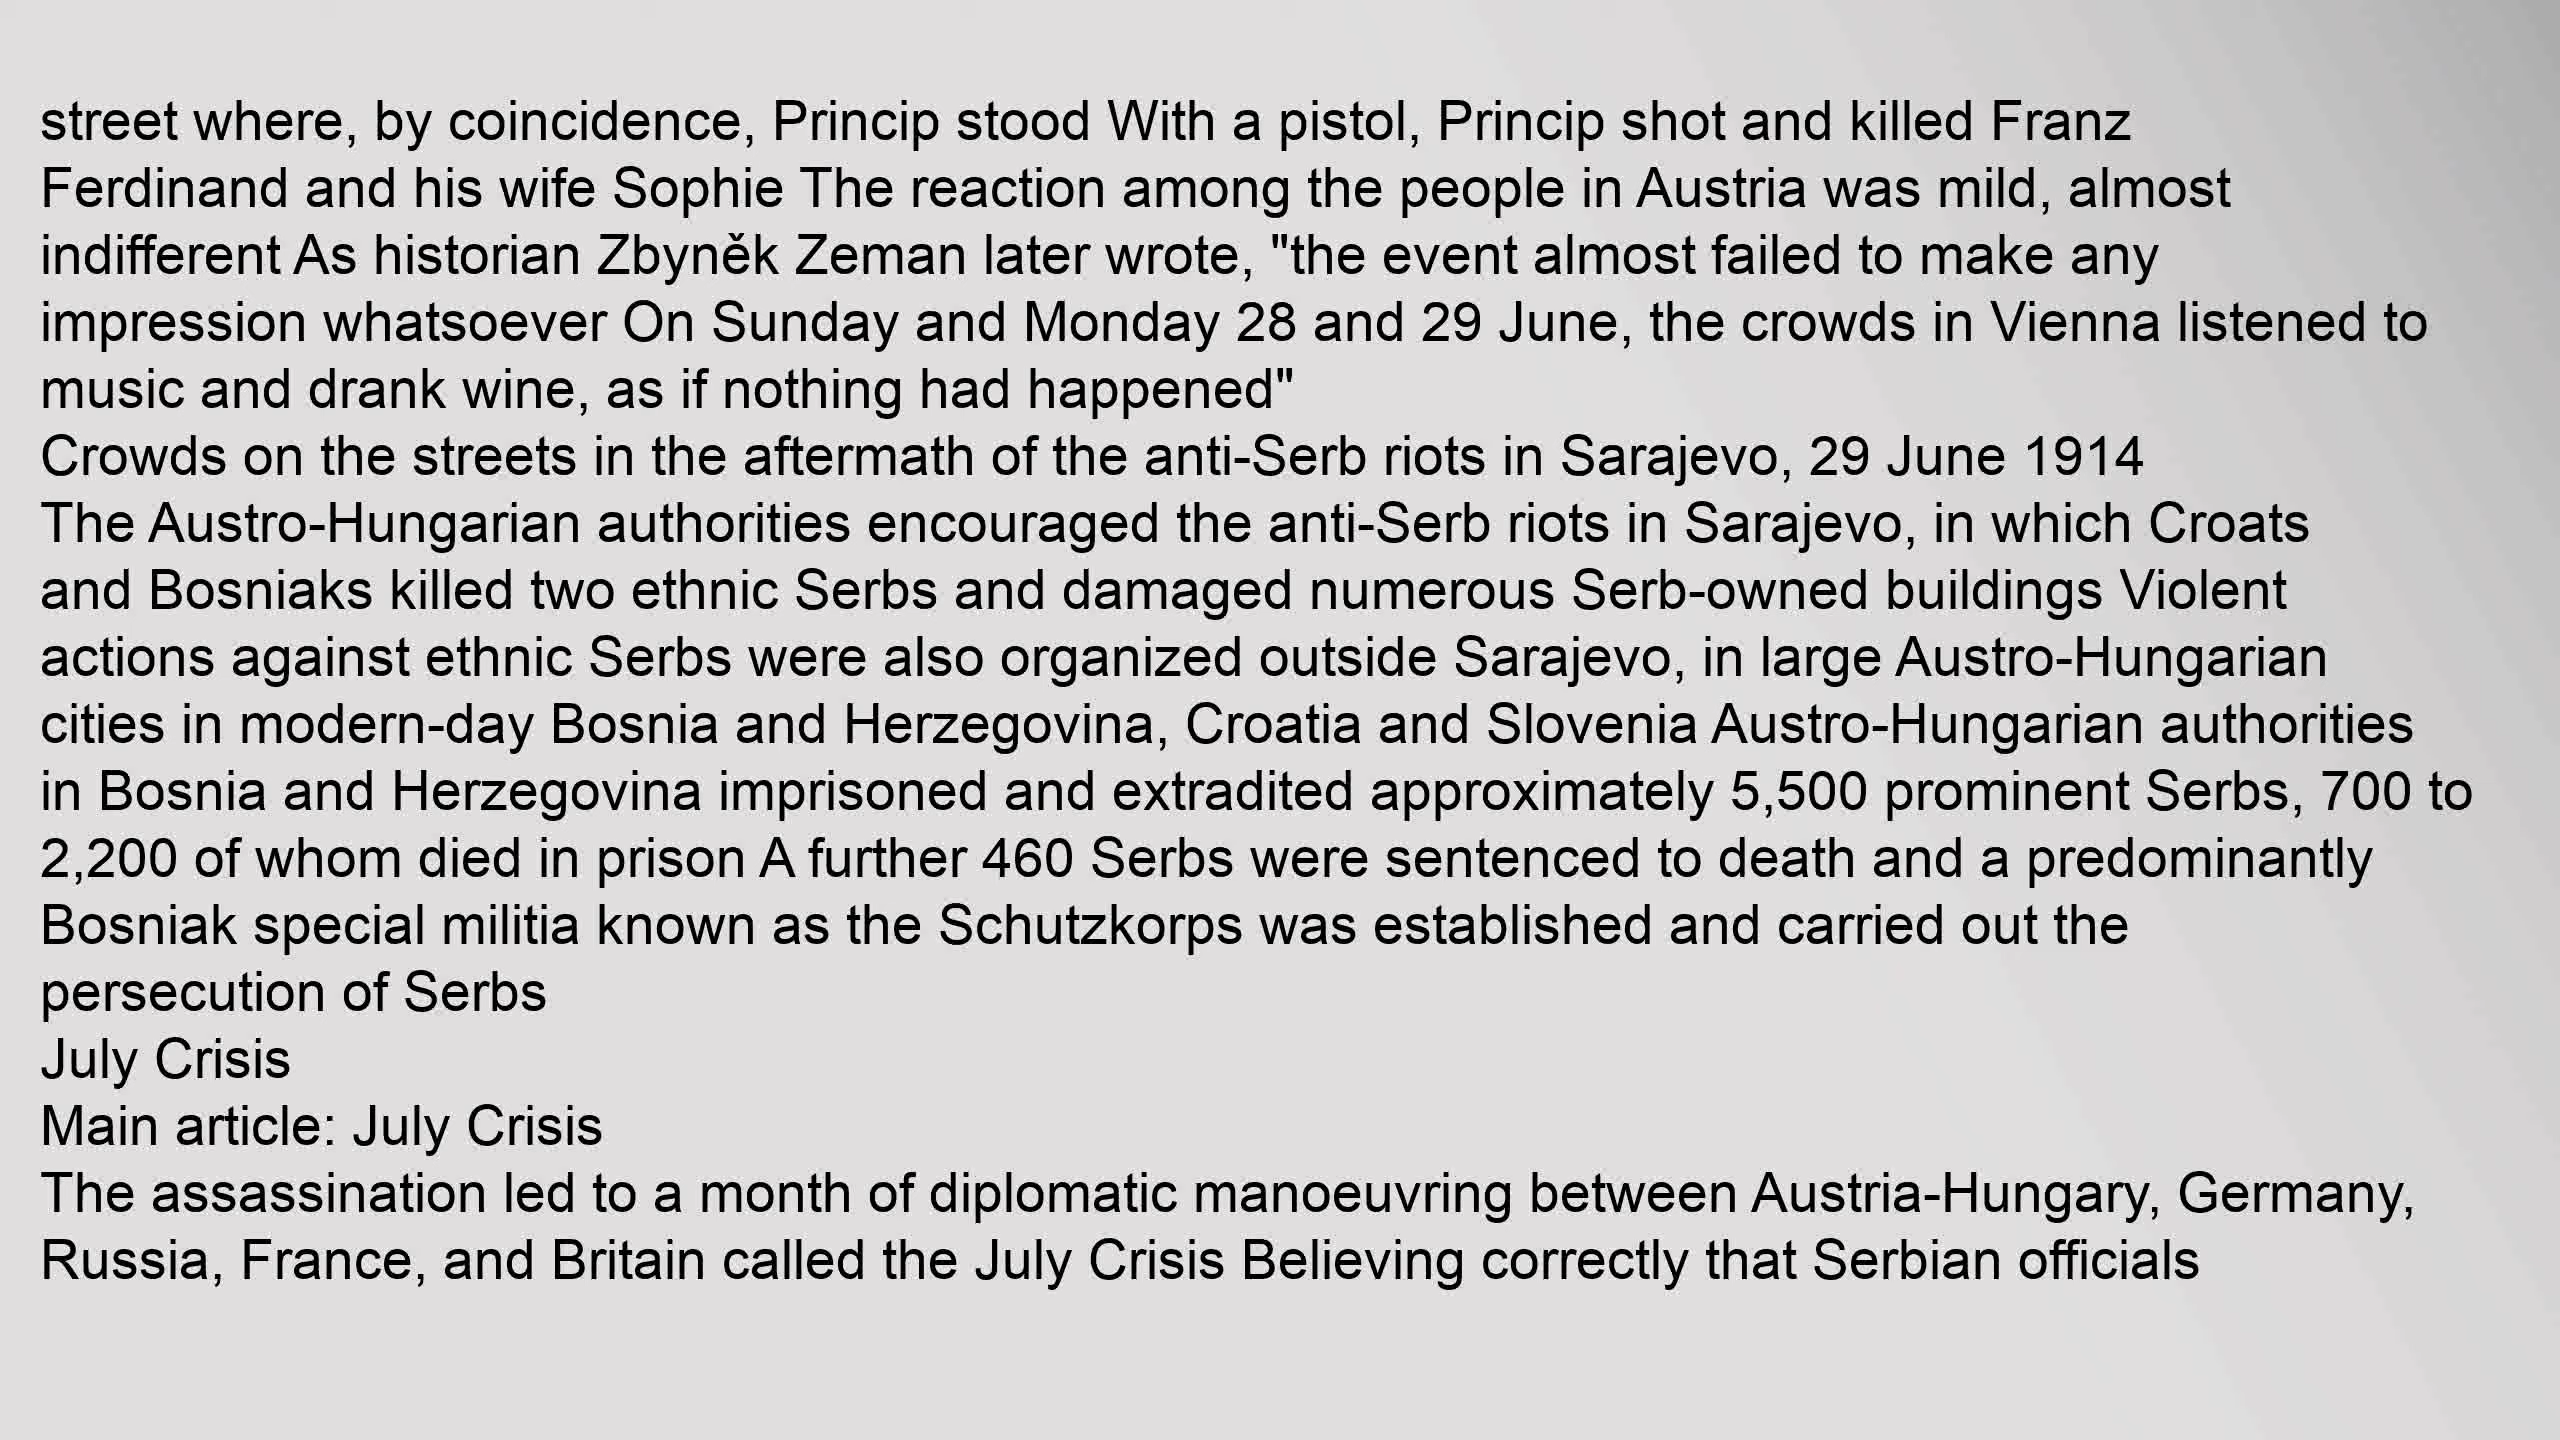 street where, by coincidence, Princip stood With a pistol, Princip shot and killed Franz
Ferdinand and his wife Sophie The reaction among the people in Austria was mild, almost
indifferent As historian Zbyněk Zeman later wrote, "the event almost failed to make any
impression whatsoever On Sunday and Monday 28 and 29 June, the crowds in Vienna listened to
music and drank wine, as if nothing had happened"
Crowds on the streets in the aftermath of the anti-Serb riots in Sarajevo, 29 June 1914
The Austro-Hungarian authorities encouraged the anti-Serb riots in Sarajevo, in which Croats
and Bosniaks killed two ethnic Serbs and damaged numerous Serb-owned buildings Violent
actions against ethnic Serbs were also organized outside Sarajevo, in large Austro-Hungarian
cities in modern-day Bosnia and Herzegovina, Croatia and Slovenia Austro-Hungarian authorities
in Bosnia and Herzegovina imprisoned and extradited approximately 5,500 prominent Serbs, 700 to
2,200 of whom died in prison A further 460 Serbs were sentenced to death and a predominantly
Bosniak special militia known as the Schutzkorps was established and carried out the
persecution of Serbs
July Crisis
Main article: July Crisis
The assassination led to a month of diplomatic manoeuvring between Austria-Hungary, Germany,
Russia, France, and Britain called the July Crisis Believing correctly that Serbian officials